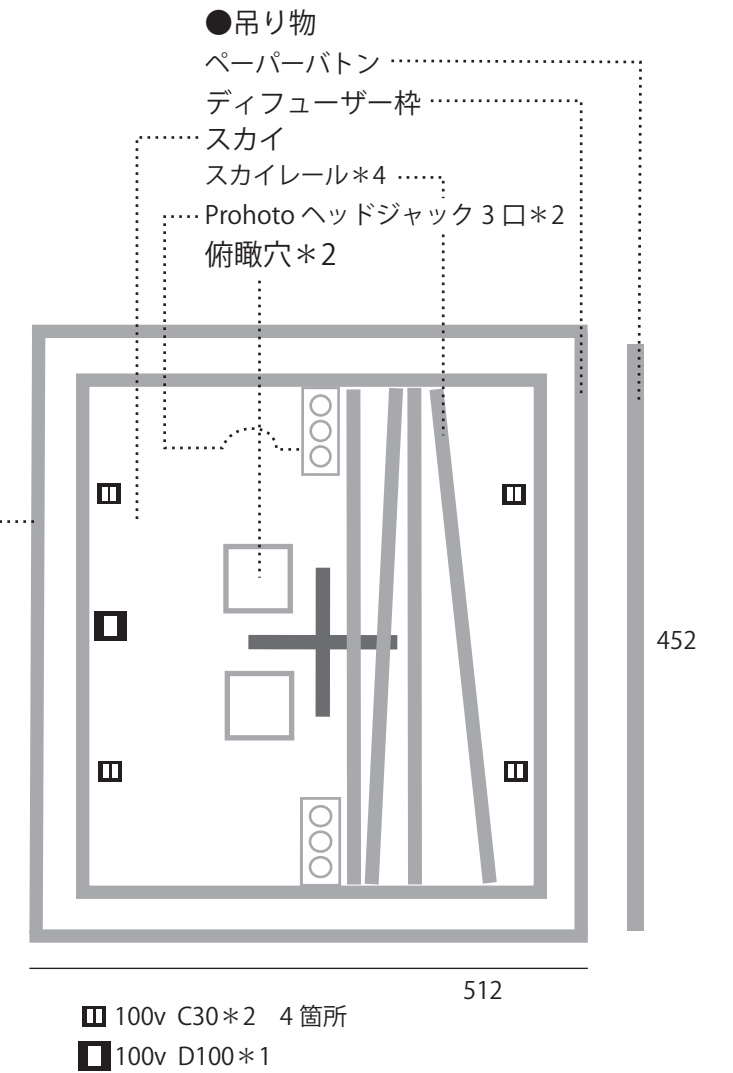 ●吊り物
ペーパーバトン
ディフューザー枠
スカイ
スカイレール＊4
Prohoto ヘッドジャック 3 口＊2
俯瞰穴＊2
452
512
100v C30＊2　4 箇所
100v D100＊1